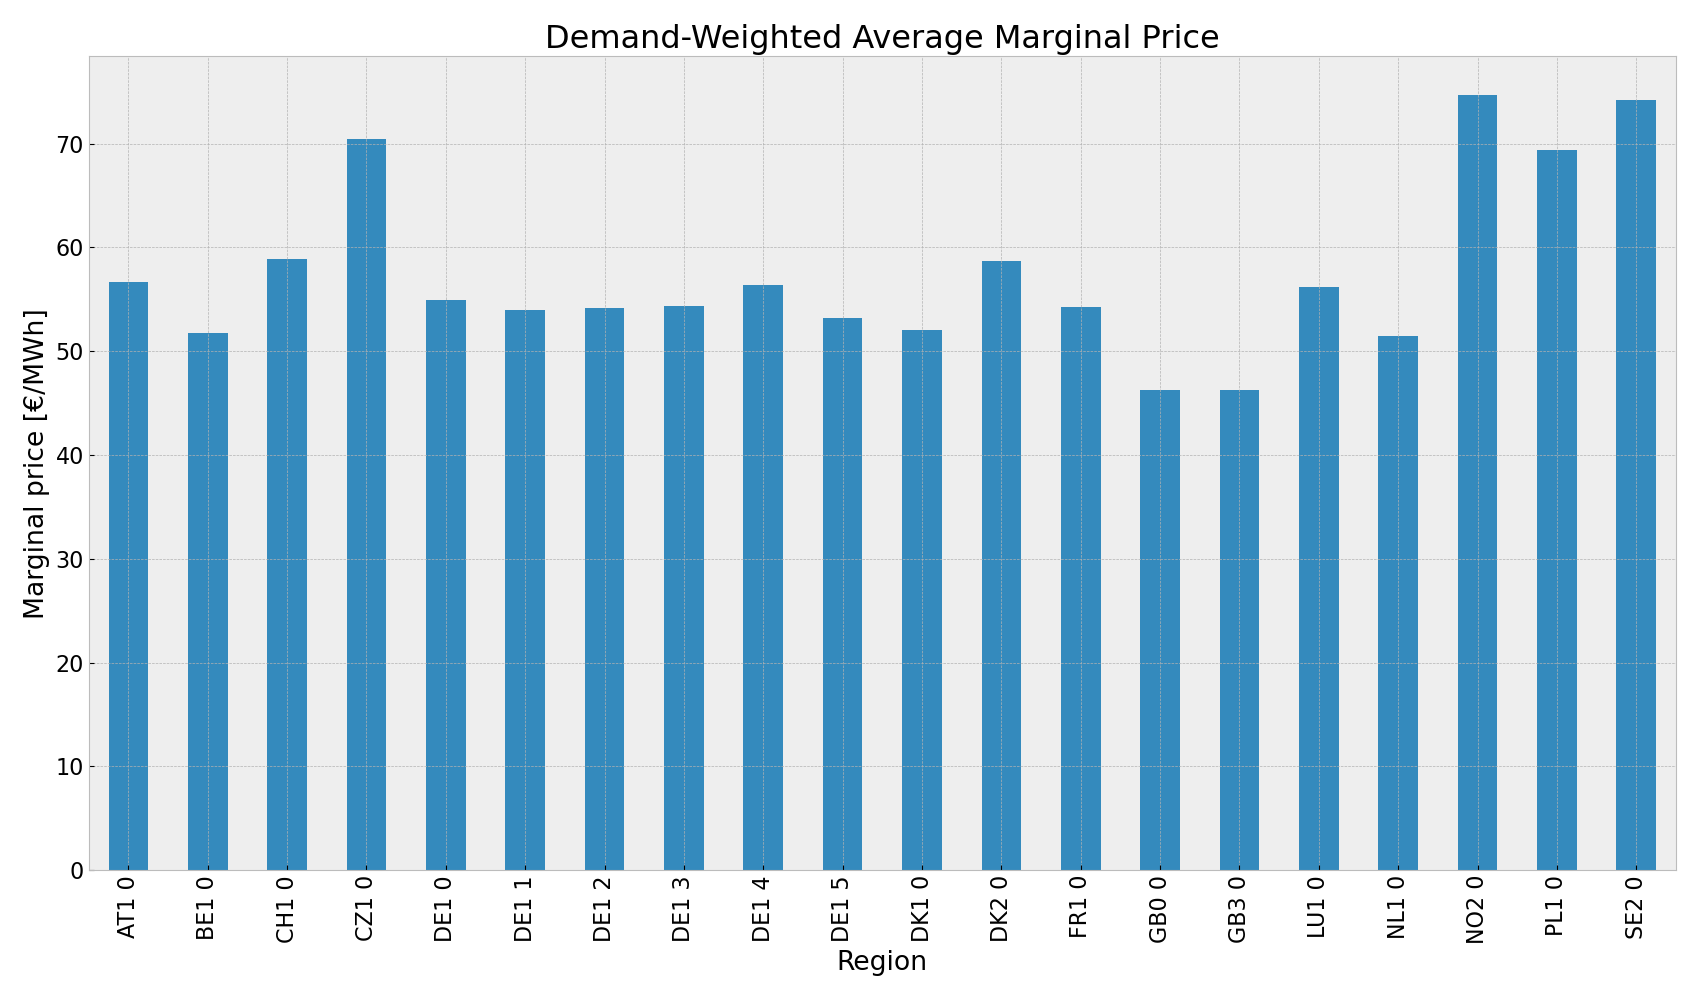 Demand-Weighted Average Marginal Price
Marginal price [€/MWh]
70
60
50
40
30
20
10
0
AT1 0
BE1 0
CH1 0
CZ1 0
DE1 0
DE1 1
DE1 2
DE1 3
DE1 4
DE1 5
DK1 0
DK2 0
FR1 0
GB0 0
GB3 0
LU1 0
NL1 0
NO2 0
PL1 0
SE2 0
Region